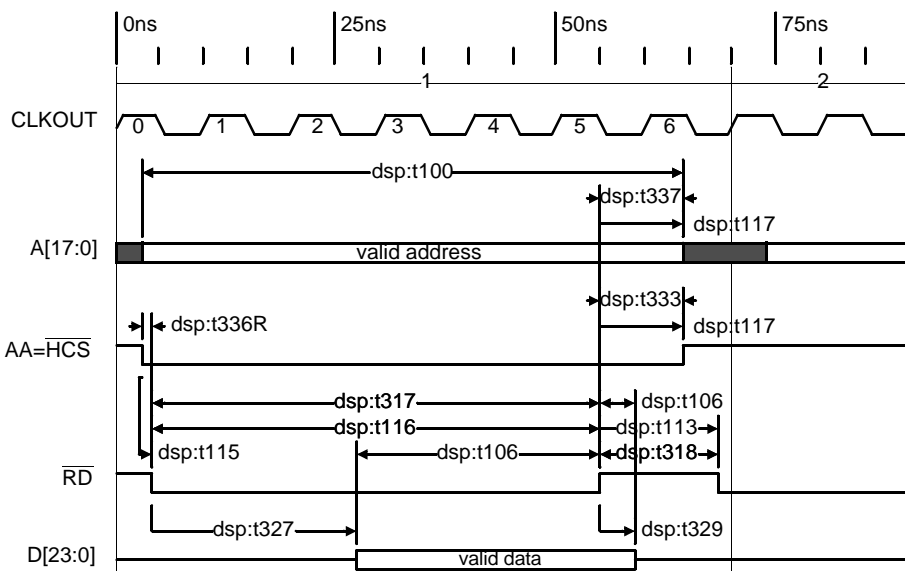 0ns 25ns 50ns 75ns
1 2
CLKOUT 0 1 2 3 4 5 6
dsp:t100
dsp:t337
dsp:t117
A[17:0] valid address
dsp:t333
dsp:t336R dsp:t117
AA=HCS
dsp:t317 dsp:t106
dsp:t116 dsp:t113
dsp:t115 dsp:t106 dsp:t318
RD
dsp:t327 dsp:t329
D[23:0] valid data